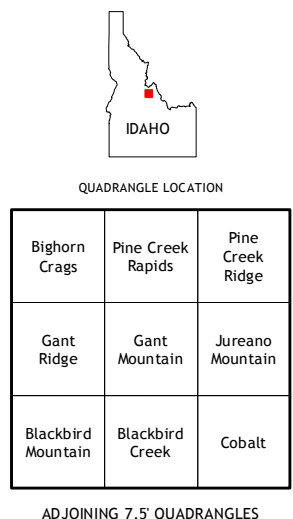 IDAHO
QUADRANGLE LOCATION
Bighorn
Crags
Pine Creek
Rapids
Pine
Creek
Ridge
Gant
Ridge
Gant
Mountain
Jureano
Mountain
Blackbird
Mountain
Blackbird
Creek
Cobalt
ADJOINING 7.5' QUADRANGLES